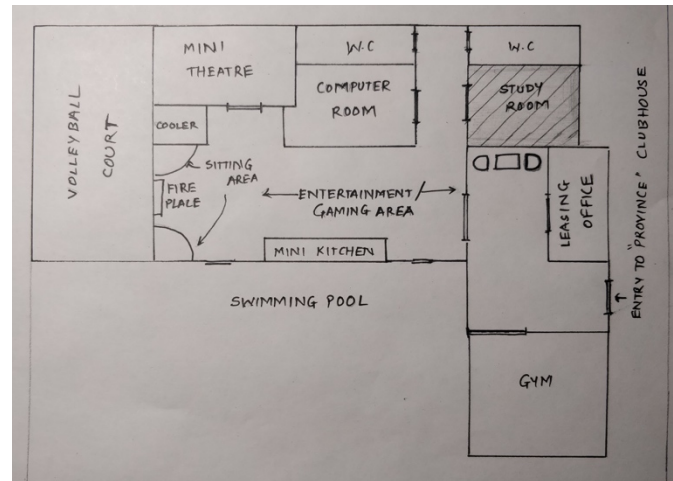 MINI
THEATRE
W.C
W.C
COMPUTER
ROOM
STUDY
ROOM
VOLLEYBALL
COURT
COOLER
SITTING
AREA
FIRE
PLACE
ENTERTAINMENT/
GAMING AREA
MINI KITCHEN
LEASING
OFFICE
ENTRY TO "PROVINCE" CLUBHOUSE
SWIMMING POOL
GYM